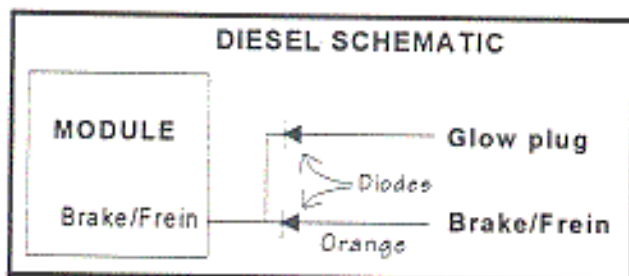 DIESEL SCHEMATIC
MODULE
Glow plug
Diodes
Brake/Frein
Brake/Frein
Orange